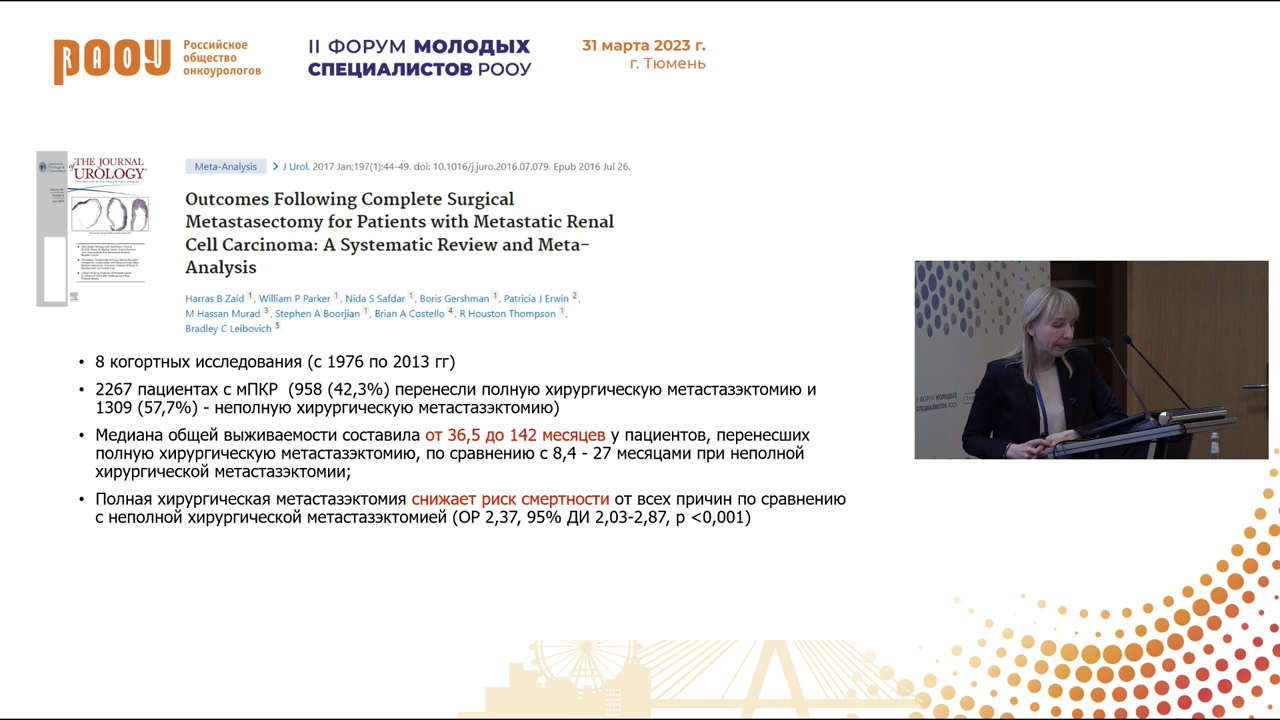 РООУ
RAOU
Российское
общество
онкоурологов
II ФОРУМ МОЛОДЫХ
СПЕЦИАЛИСТОВ РООУ
31 марта 2023 г.
г. Тюмень
THE JOURNAL
of UROLOGY
Meta-Analysis > J Urol. 2017 Jan;197(1):44-49. doi: 10.1016/j.juro.2016.07.079. Epub 2016 Jul 26.
Outcomes Following Complete Surgical
Metastasectomy for Patients with Metastatic Renal
Cell Carcinoma: A Systematic Review and Meta-
Analysis
Harras B Zaid 1, William P Parker 1, Nida S Safdar 1, Boris Gershman 1, Patricia J Erwin 2,
M Hassan Murad 3, Stephen A Boorjian 1, Brian A Costello 4, R Houston Thompson 1,
Bradley C Leibovich 5
• 8 когортных исследования (с 1976 по 2013 гг)
• 2267 пациентах с мПКР (958 (42,3%) перенесли полную хирургическую метастазэктомию и
1309 (57,7%) - неполную хирургическую метастазэктомию)
• Медиана общей выживаемости составила от 36,5 до 142 месяцев у пациентов, перенесших
полную хирургическую метастазэктомию, по сравнению с 8,4 - 27 месяцами при неполной
хирургической метастазэктомии;
• Полная хирургическая метастазэктомия снижает риск смертности от всех причин по сравнению
с неполной хирургической метастазэктомией (ОР 2,37, 95% ДИ 2,03-2,87, p <0,001)
II ФОРУМ МОЛОДЫХ
СПЕЦИАЛИСТОВ РООУ